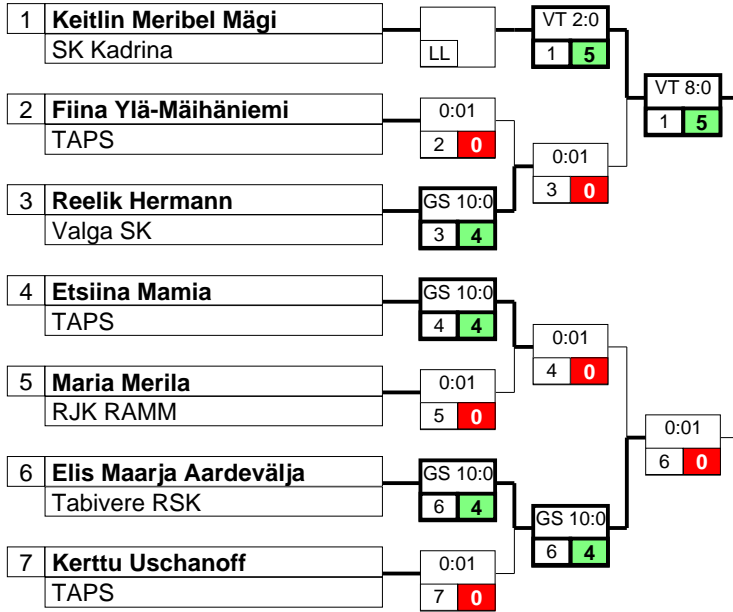 1 Keitlin Meribel Mägi
SK Kadrina
LL
VT 2:0
1 5
VT 8:0
1 5
2 Fiina Ylä-Mäihäniemi
TAPS
0:01
2 0
0:01
3 0
3 Reelik Hermann
Valga SK
GS 10:0
3 4
4 Etsiina Mamia
TAPS
GS 10:0
4 4
0:01
4 0
5 Maria Merila
RJK RAMM
0:01
5 0
0:01
6 0
6 Elis Maarja Aardevälja
Tabivere RSK
GS 10:0
6 4
GS 10:0
6 4
7 Kerttu Uschanoff
TAPS
0:01
7 0